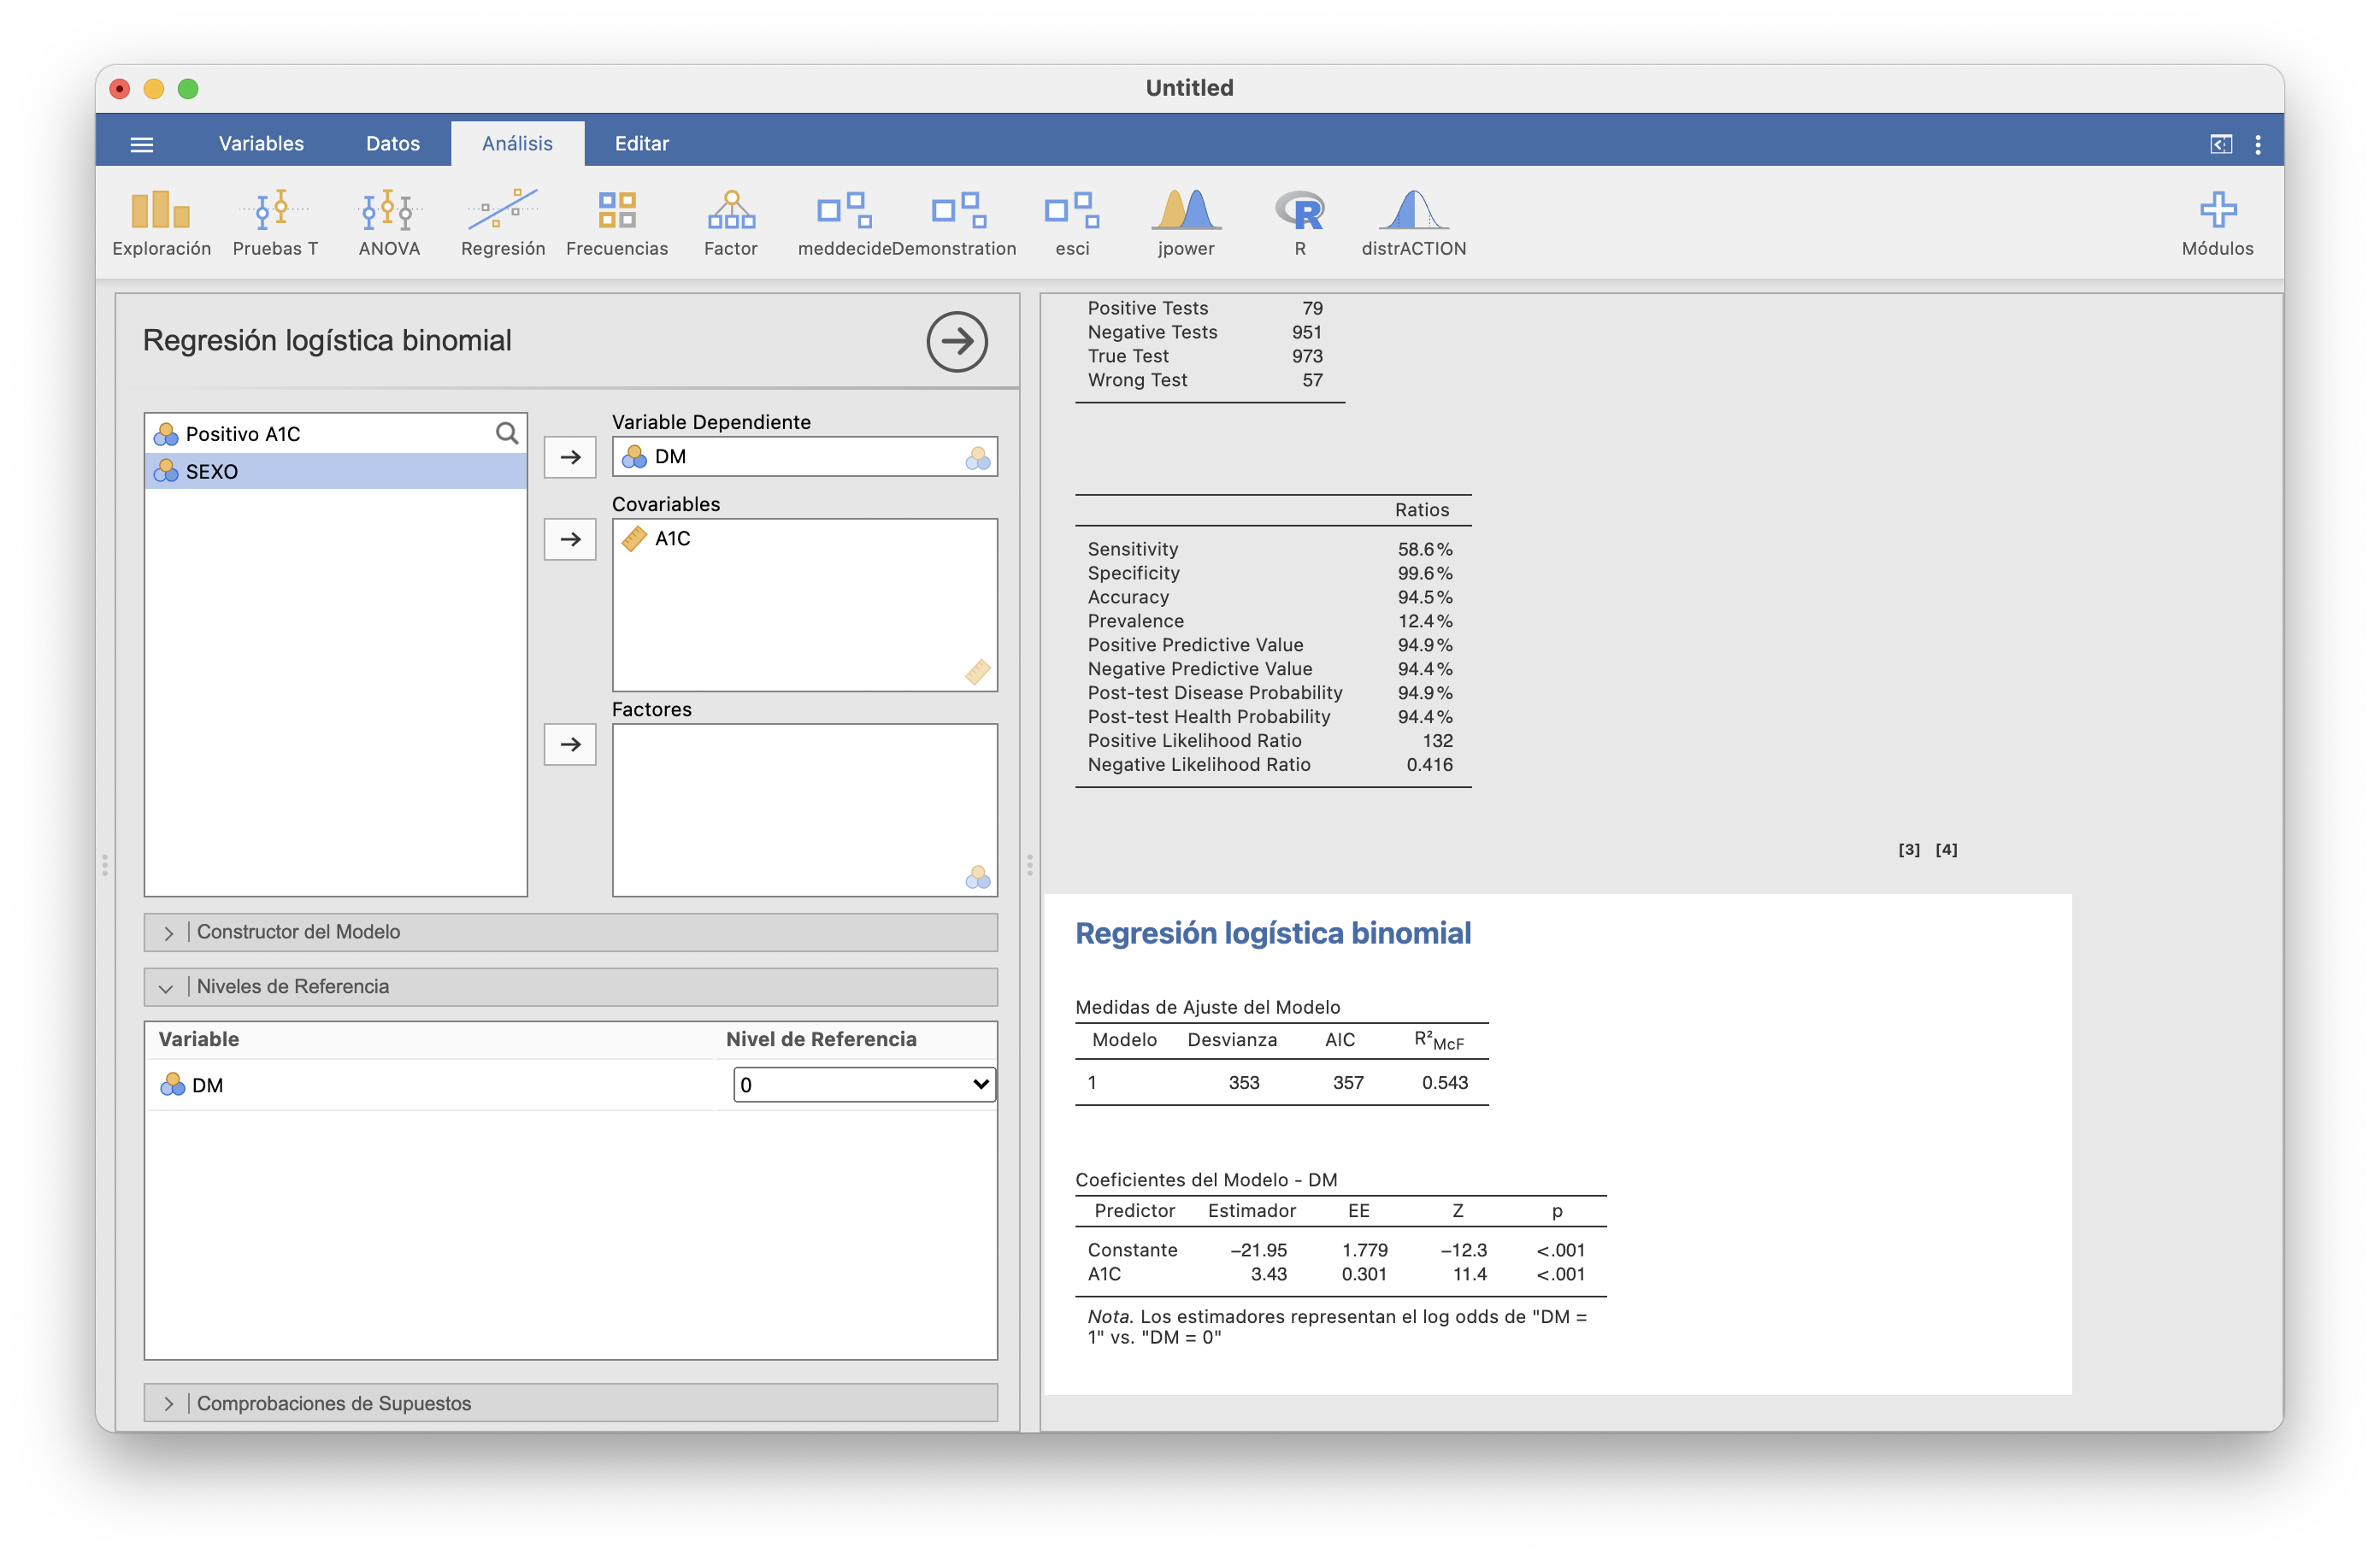 Untitled
Variables Datos Análisis Editar
Exploración Pruebas T ANOVA Regresión Frecuencias Factor meddecide Demonstration esci jpower R distrACTION Módulos
Regresión logística binomial
Positivo A1C
SEXO
Variable Dependiente
DM
Covariables
A1C
Factores
Constructor del Modelo
Niveles de Referencia
Variable Nivel de Referencia
DM 0
Comprobaciones de Supuestos
Positive Tests 79
Negative Tests 951
True Test 973
Wrong Test 57
Ratios
Sensitivity 58.6%
Specificity 99.6%
Accuracy 94.5%
Prevalence 12.4%
Positive Predictive Value 94.9%
Negative Predictive Value 94.4%
Post-test Disease Probability 94.9%
Post-test Health Probability 94.4%
Positive Likelihood Ratio 132
Negative Likelihood Ratio 0.416
[3] [4]
Regresión logística binomial
Medidas de Ajuste del Modelo
Modelo Desvianza AIC R²McF
1 353 357 0.543
Coeficientes del Modelo - DM
Predictor Estimador EE Z p
Constante −21.95 1.779 −12.3 <.001
A1C 3.43 0.301 11.4 <.001
Nota. Los estimadores representan el log odds de "DM =
1" vs. "DM = 0"